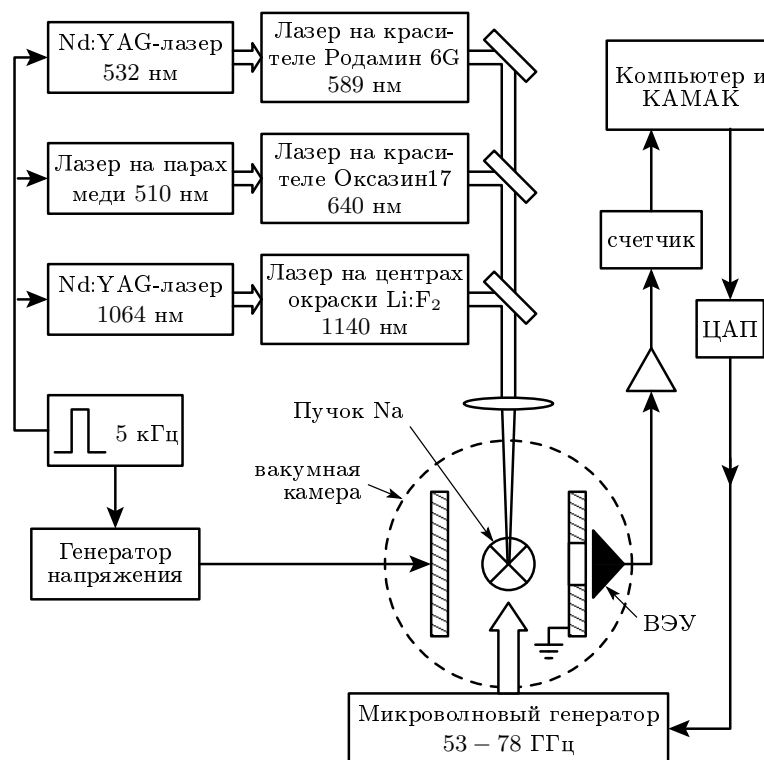 Nd:YAG-лазер
532 нм
Лазер на краси-
теле Родамин 6G
589 нм
Компьютер и
КАМАК
Лазер на парах
меди 510 нм
Лазер на краси-
теле Оксазин17
640 нм
счетчик
Nd:YAG-лазер
1064 нм
Лазер на центрах
окраски Li:F₂
1140 нм
ЦАП
5 кГц
Пучок Na
вакумная
камера
Генератор
напряжения
ВЭУ
Микроволновый генератор
53 – 78 ГГц